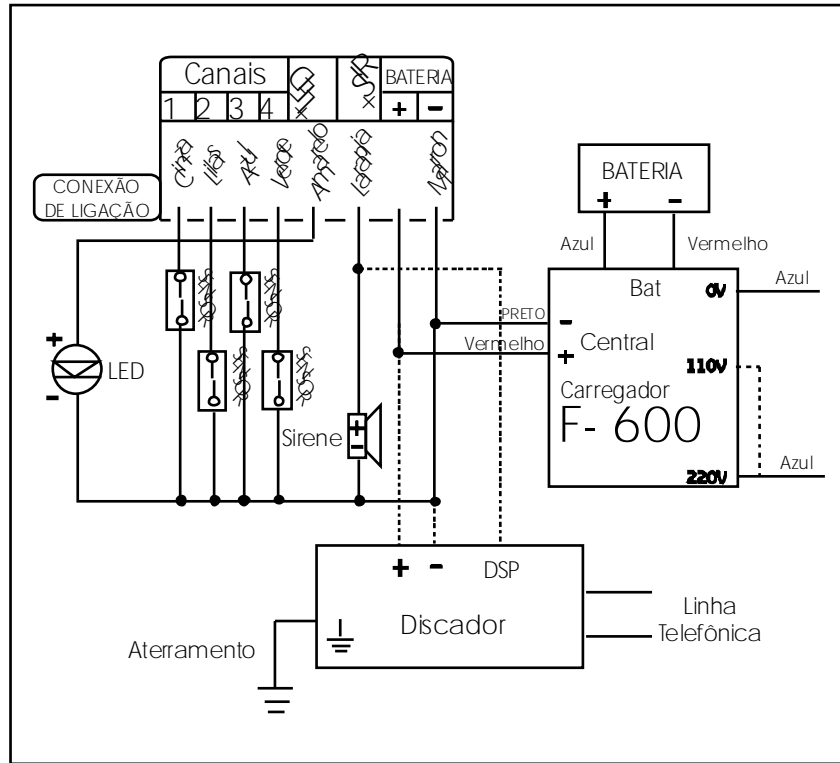 Canais
BATERIA
1 2 3 4
+ -
Cinza
Lilás
Azul
Verde
Amarelo
Laranja
Marron
CONEXÃO
DE LIGAÇÃO
BATERIA
+ -
Azul
Vermelho
Bat
0V
Azul
PRETO
-
Vermelho
+
Central
110V
Carregador
F- 600
220V
Azul
+
LED
-
Sirene
+
-
+ - DSP
Discador
Linha
Telefônica
Aterramento